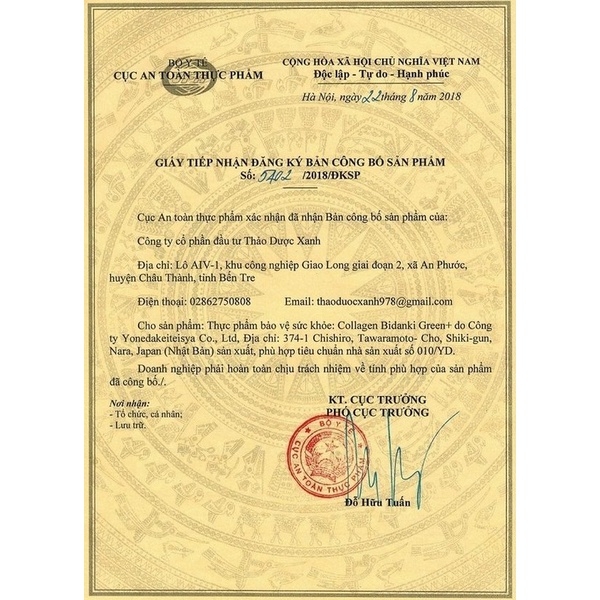 BỘ Y TẾ
CỤC AN TOÀN THỰC PHẨM
CỘNG HÒA XÃ HỘI CHỦ NGHĨA VIỆT NAM
Độc lập - Tự do - Hạnh phúc
Hà Nội, ngày 22 tháng 8 năm 2018
GIẤY TIẾP NHẬN ĐĂNG KÝ BẢN CÔNG BỐ SẢN PHẨM
Số: 5402 /2018/ĐKSP
Cục An toàn thực phẩm xác nhận đã nhận Bản công bố sản phẩm của:
Công ty cổ phần đầu tư Thảo Dược Xanh
Địa chỉ: Lô AIV-1, khu công nghiệp Giao Long giai đoạn 2, xã An Phước,
huyện Châu Thành, tỉnh Bến Tre
Điện thoại: 02862750808 Email: thaoduocxanh978@gmail.com
Cho sản phẩm: Thực phẩm bảo vệ sức khỏe: Collagen Bidanki Green+ do Công
ty Yonedakeiteisya Co., Ltd, Địa chỉ: 374-1 Chishiro, Tawaramoto- Cho, Shiki-gun,
Nara, Japan (Nhật Bản) sản xuất, phù hợp tiêu chuẩn nhà sản xuất số 010/YD.
Doanh nghiệp phải hoàn toàn chịu trách nhiệm về tính phù hợp của sản phẩm
đã công bố./.
Nơi nhận:
- Tổ chức, cá nhân;
- Lưu trữ.
KT. CỤC TRƯỞNG
PHÓ CỤC TRƯỞNG
BỘ Y TẾ
CỤC AN TOÀN THỰC PHẨM
Đỗ Hữu Tuấn